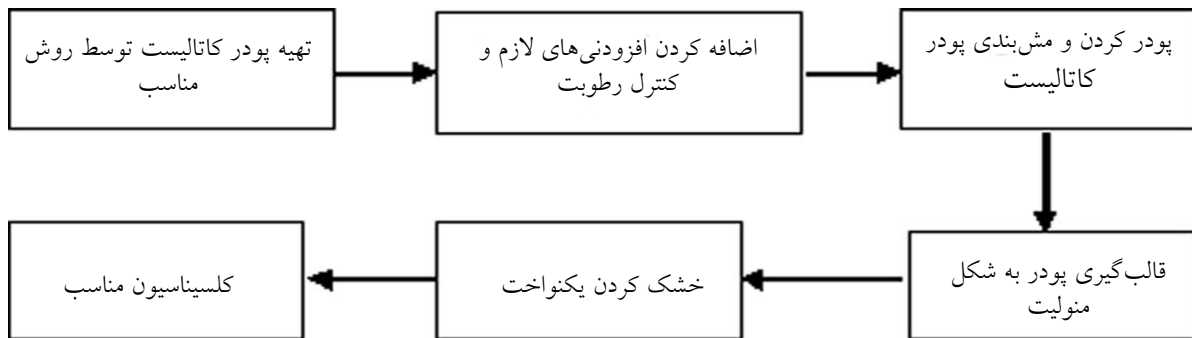 تهیه پودر کاتالیست توسط روش
مناسب
اضافه کردن افزودنی‌های لازم و
کنترل رطوبت
پودر کردن و مش‌بندی پودر
کاتالیست
قالب‌گیری پودر به شکل
منولیت
خشک کردن یکنواخت
کلسیناسیون مناسب